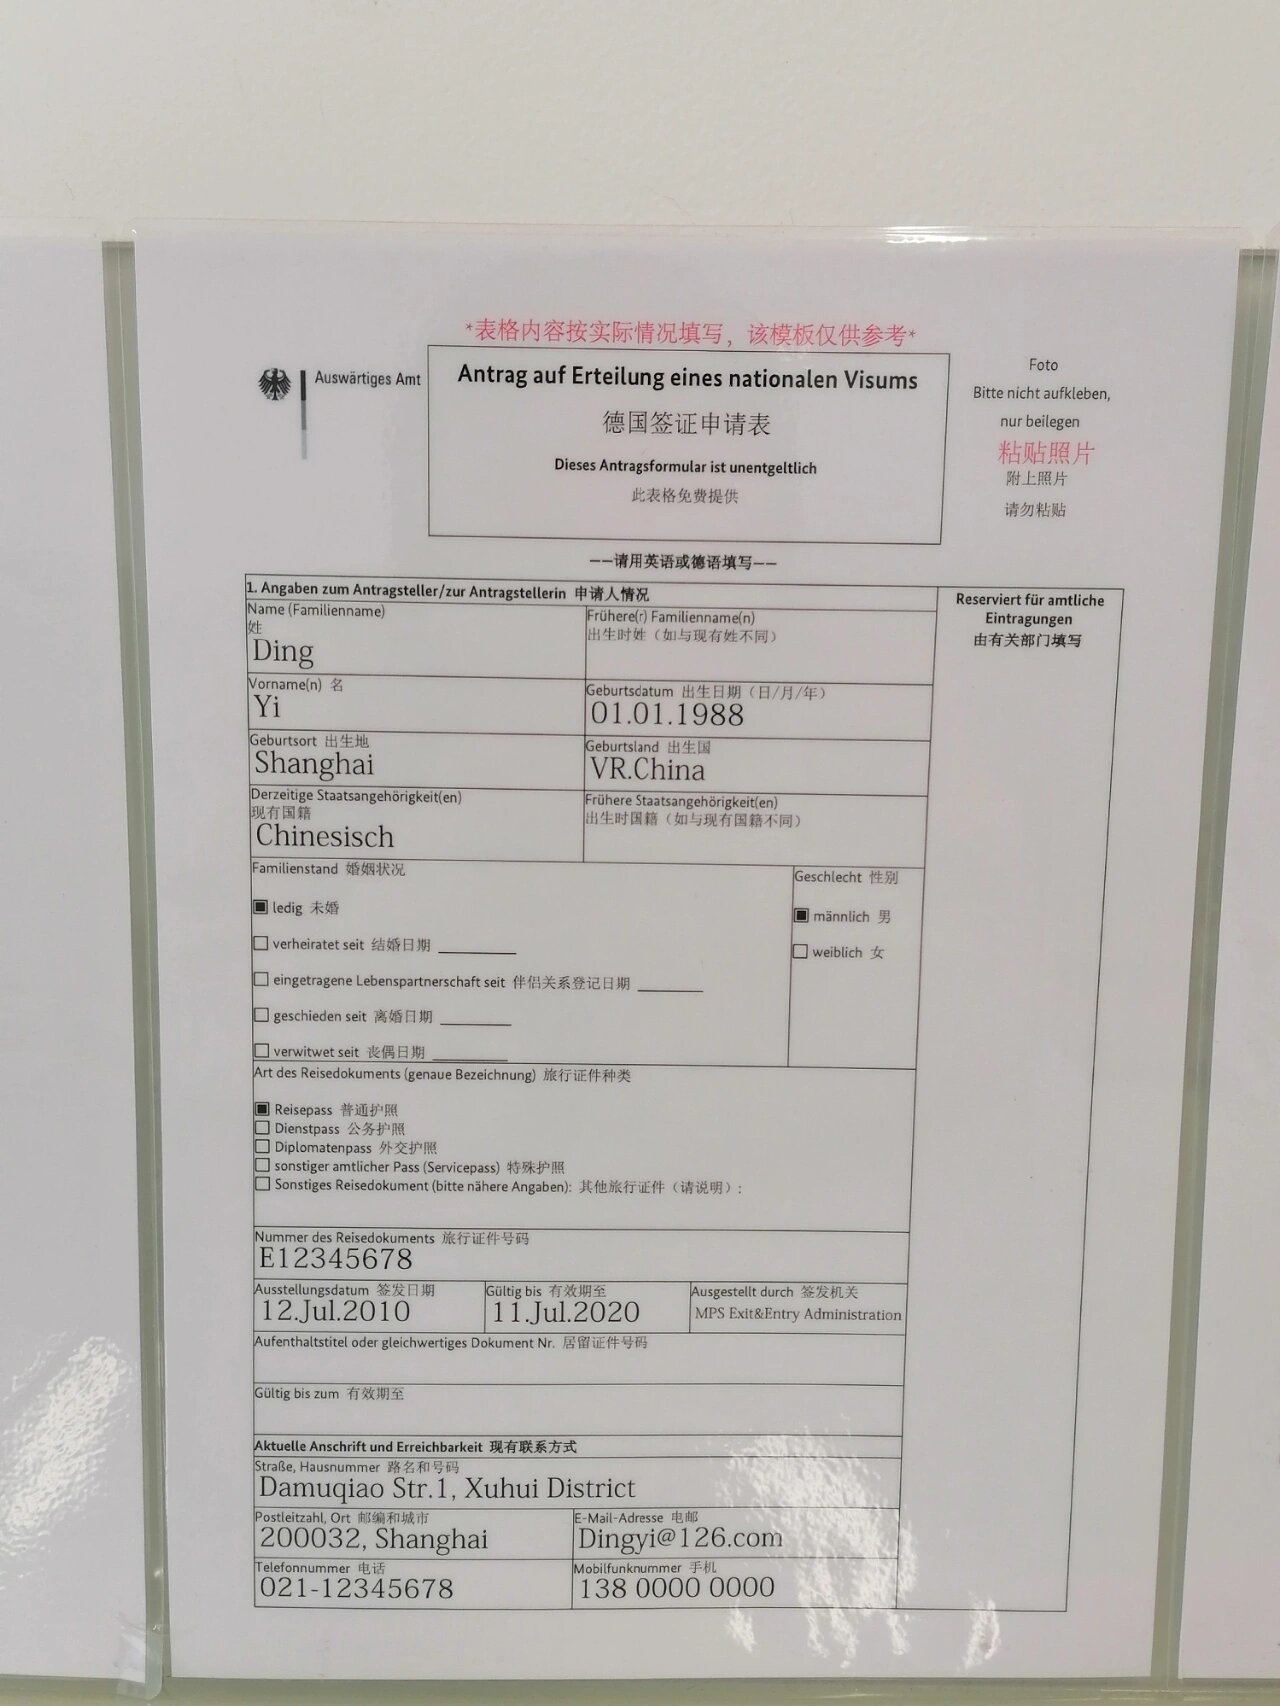 *表格内容按实际情况填写，该模板仅供参考*
Auswärtiges Amt
Antrag auf Erteilung eines nationalen Visums
德国签证申请表
Dieses Antragsformular ist unentgeltlich
此表格免费提供
Foto
Bitte nicht aufkleben,
nur beilegen
粘贴照片
附上照片
请勿粘贴
——请用英语或德语填写——
1. Angaben zum Antragsteller/zur Antragstellerin 申请人情况
Reserviert für amtliche
Eintragungen
由有关部门填写
Name (Familienname)
姓
Ding
Frühere(r) Familienname(n)
出生时姓（如与现有姓不同）
Vorname(n) 名
Yi
Geburtsdatum 出生日期（日/月/年）
01.01.1988
Geburtsort 出生地
Shanghai
Geburtsland 出生国
VR.China
Derzeitige Staatsangehörigkeit(en)
现有国籍
Chinesisch
Frühere Staatsangehörigkeit(en)
出生时国籍（如与现有国籍不同）
Familienstand 婚姻状况
ledig 未婚
verheiratet seit 结婚日期
eingetragene Lebenspartnerschaft seit 伴侣关系登记日期
geschieden seit 离婚日期
verwitwet seit 丧偶日期
Geschlecht 性别
männlich 男
weiblich 女
Art des Reisedokuments (genaue Bezeichnung) 旅行证件种类
Reisepass 普通护照
Dienstpass 公务护照
Diplomatenpass 外交护照
sonstiger amtlicher Pass (Servicepass) 特殊护照
Sonstiges Reisedokument (bitte nähere Angaben): 其他旅行证件（请说明）:
Nummer des Reisedokuments 旅行证件号码
E12345678
Ausstellungsdatum 签发日期
12.Jul.2010
Gültig bis 有效期至
11.Jul.2020
Ausgestellt durch 签发机关
MPS Exit&Entry Administration
Aufenthaltstitel oder gleichwertiges Dokument Nr. 居留证件号码
Gültig bis zum 有效期至
Aktuelle Anschrift und Erreichbarkeit 现有联系方式
Straße, Hausnummer 路名和号码
Damuqiao Str.1, Xuhui District
Postleitzahl, Ort 邮编和城市
200032, Shanghai
E-Mail-Adresse 电邮
Dingyi@126.com
Telefonnummer 电话
021-12345678
Mobilfunknummer 手机
138 0000 0000